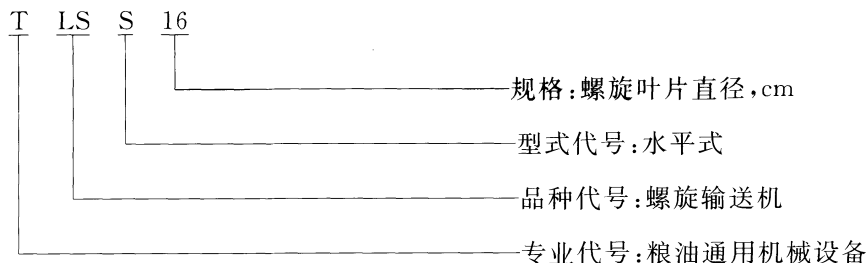 T LS S 16
规格:螺旋叶片直径,cm
型式代号:水平式
品种代号:螺旋输送机
专业代号:粮油通用机械设备